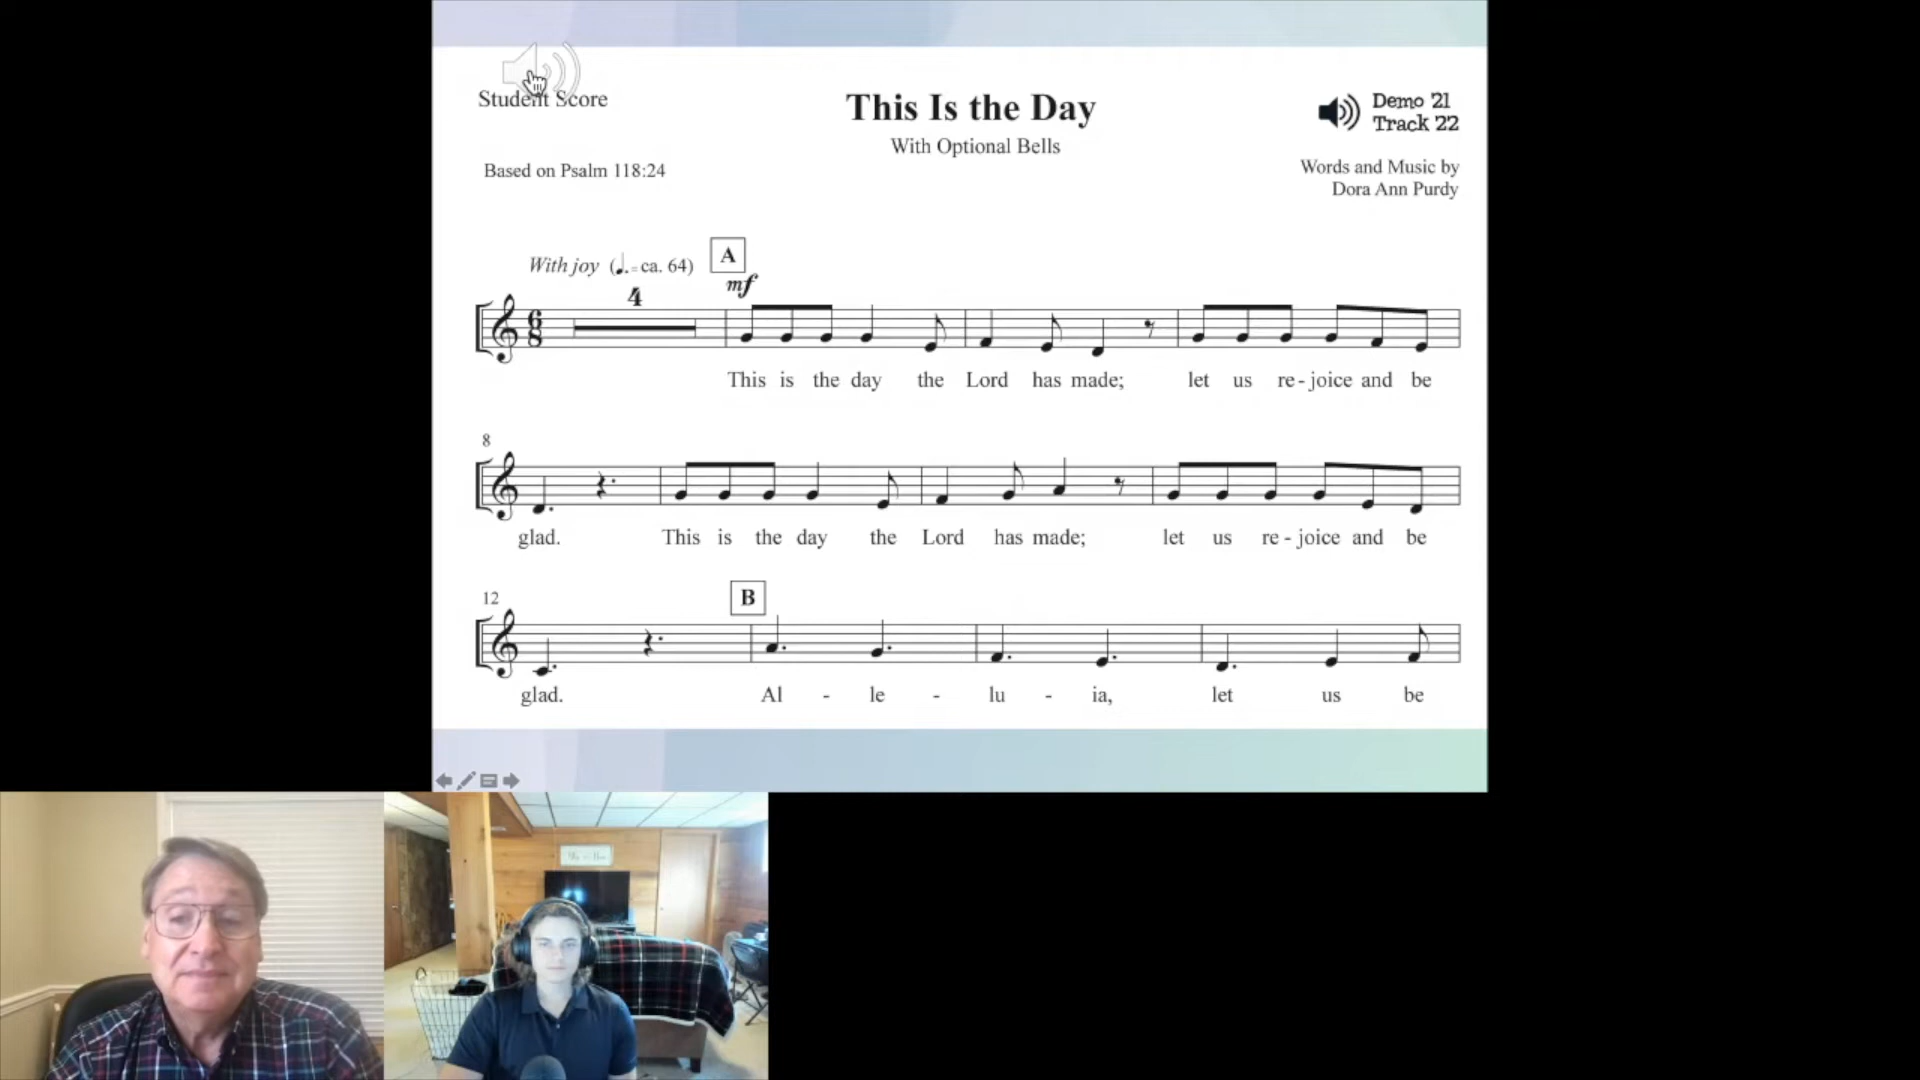 Student Score
This Is the Day
Demo 21
Track 22
With Optional Bells
Based on Psalm 118:24
Words and Music by
Dora Ann Purdy
With joy (♩. = ca. 64)
A
mf
4
6
8
This is the day the Lord has made; let us re - joice and be
8
glad. This is the day the Lord has made; let us re - joice and be
12
B
glad. Al - le - lu - ia, let us be